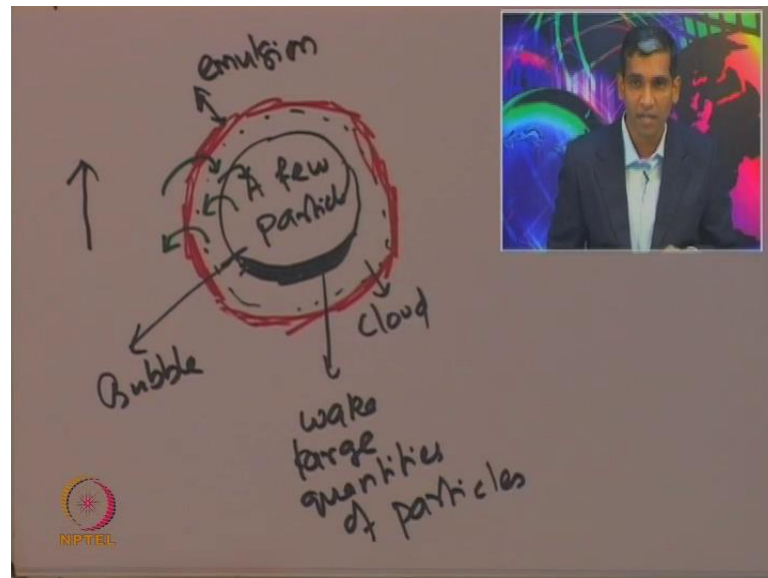 emulsion
A few
particle
Bubble
cloud
wake
large
quantities
of particles
NPTEL